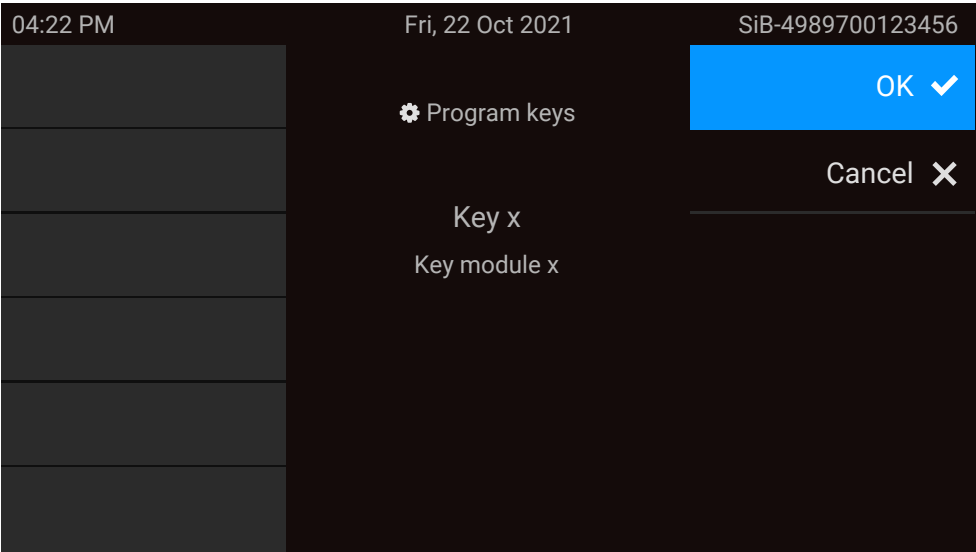 04:22 PM Fri, 22 Oct 2021 SiB-4989700123456
OK
Program keys
Cancel
Key x
Key module x